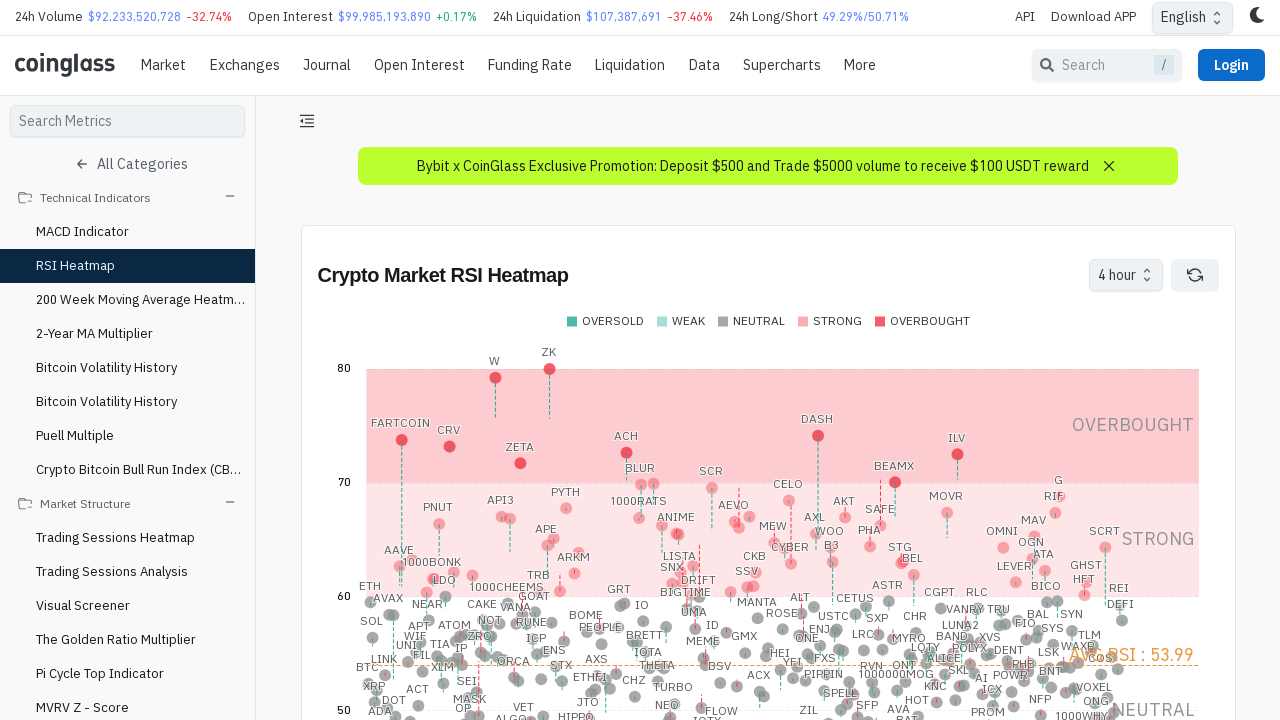 24h Volume $92,233,520,728 -32.74% Open Interest $99,985,193,890 +0.17% 24h Liquidation $107,387,691 -37.46% 24h Long/Short 49.29%/50.71% API Download APP English
coinglass Market Exchanges Journal Open Interest Funding Rate Liquidation Data Supercharts More Search / Login
Search Metrics
All Categories
Technical Indicators
MACD Indicator
RSI Heatmap
200 Week Moving Average Heatm...
2-Year MA Multiplier
Bitcoin Volatility History
Bitcoin Volatility History
Puell Multiple
Crypto Bitcoin Bull Run Index (CB...
Market Structure
Trading Sessions Heatmap
Trading Sessions Analysis
Visual Screener
The Golden Ratio Multiplier
Pi Cycle Top Indicator
MVRV Z - Score
Bybit x CoinGlass Exclusive Promotion: Deposit $500 and Trade $5000 volume to receive $100 USDT reward
Crypto Market RSI Heatmap 4 hour
OVERSOLD WEAK NEUTRAL STRONG OVERBOUGHT
ZK
W
80
DASH
FARTCOIN OVERBOUGHT
CRV
ACH
ILV
ZETA
BEAMX
BLUR
SCR
70 CELO G
PYTH
MOVR RIF
API3 1000RATS AKT
PNUT AEVO SAFE
ANIME AXL MAV
APE MEW WOO PHA OMNI SCRT
STRONG
OGN
AAVE CYBER B3 STG
ARKM LISTA CKB BEL ATA
1000BONK SNX LEVER GHST
TRB SSV
LDO DRIFT HFT
ETH 1000CHEEMS GRT ASTR BICO REI
60 AVAX GOAT BIGTIME ALT CETUS CGPT RLC
NEAR CAKE VANA IO UMA MANTA DEFI
SOL BOME ROSE USTC SXP CHR VANRY TRU BAL SYN
APT ATOM NOT RUNE PEOPLE ID ENJ LUNA2 FIO SYS
WIF ZRO ICP BRETT MEME GMX ONE LRC MYRO BAND XVS TLM
UNI TIA IP ENS IOTA HEI LQTY POLYX DENT LSK WAXP
LINK FIL ORCA AXS THETA FXS ALICE AVG RSI : 53.99
BTC XLM STX BSV YFI RVN ONT SKL PHB COS
SEI ETHFI CHZ ACX PIPPIN 1000000MOG AI POWR BNT
XRP ACT TURBO KNC ICX VOXEL
DOT MASK JTO SPELL HOT NFP ONG
ADA OP VET NEO FLOW ZIL SFP AVA PROM NEUTRAL
50 ALGO HIPPO IOTX BAT 1000WHY